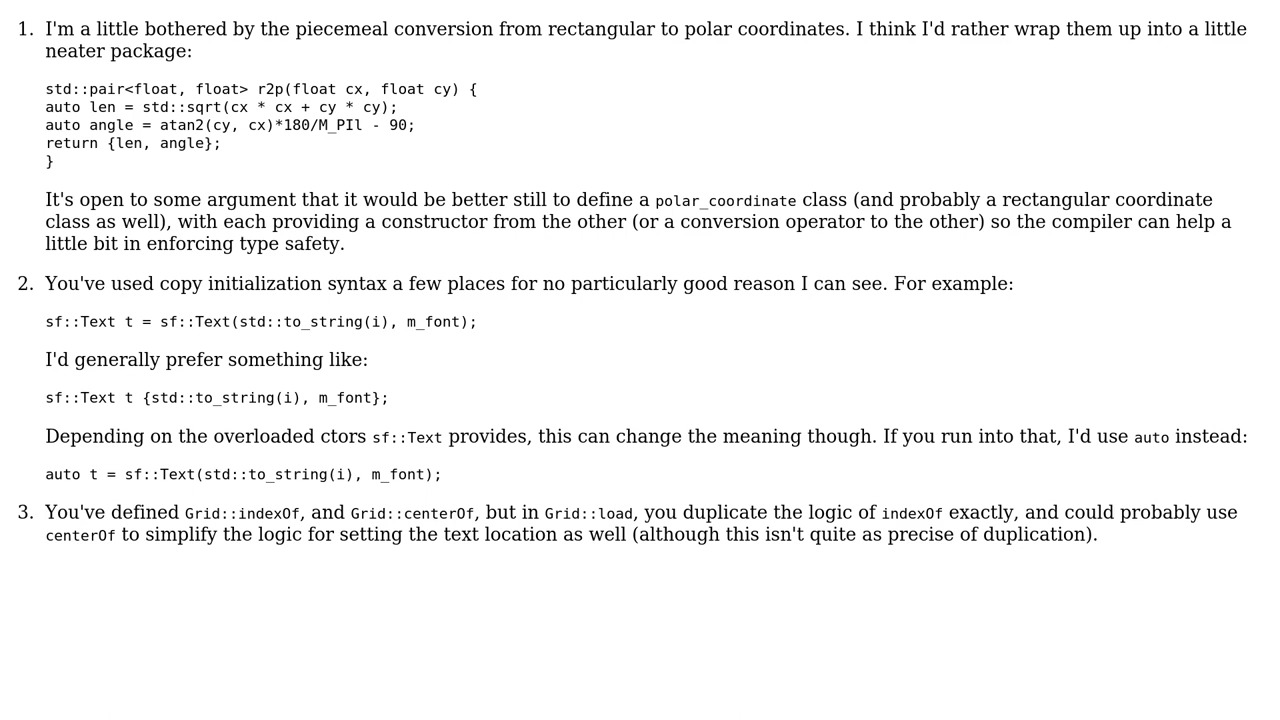 1. I'm a little bothered by the piecemeal conversion from rectangular to polar coordinates. I think I'd rather wrap them up into a little
neater package:
std::pair<float, float> r2p(float cx, float cy) {
auto len = std::sqrt(cx * cx + cy * cy);
auto angle = atan2(cy, cx)*180/M_PIl - 90;
return {len, angle};
}
It's open to some argument that it would be better still to define a polar_coordinate class (and probably a rectangular coordinate
class as well), with each providing a constructor from the other (or a conversion operator to the other) so the compiler can help a
little bit in enforcing type safety.
2. You've used copy initialization syntax a few places for no particularly good reason I can see. For example:
sf::Text t = sf::Text(std::to_string(i), m_font);
I'd generally prefer something like:
sf::Text t {std::to_string(i), m_font};
Depending on the overloaded ctors sf::Text provides, this can change the meaning though. If you run into that, I'd use auto instead:
auto t = sf::Text(std::to_string(i), m_font);
3. You've defined Grid::indexOf, and Grid::centerOf, but in Grid::load, you duplicate the logic of indexOf exactly, and could probably use
centerOf to simplify the logic for setting the text location as well (although this isn't quite as precise of duplication).